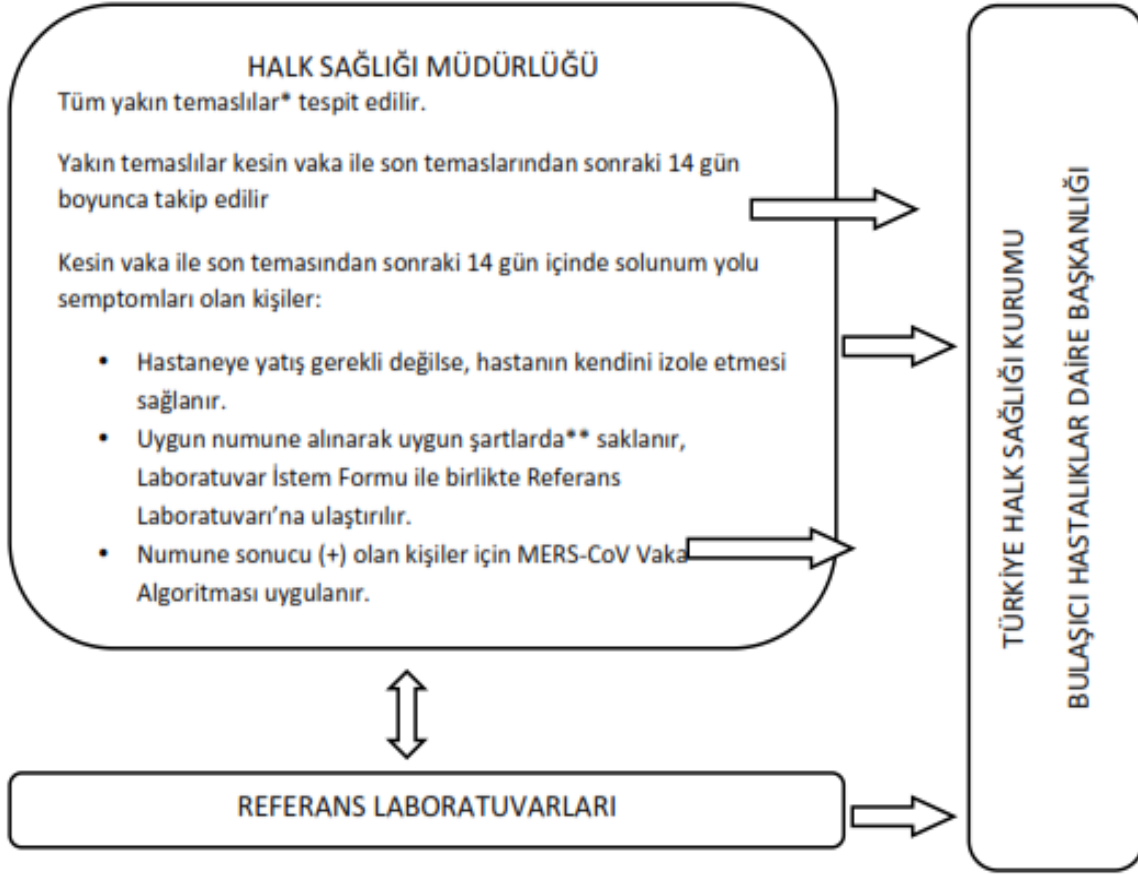 HALK SAĞLIĞI MÜDÜRLÜĞÜ
Tüm yakın temaslılar* tespit edilir.
Yakın temaslılar kesin vaka ile son temaslarından sonraki 14 gün
boyunca takip edilir
Kesin vaka ile son temasından sonraki 14 gün içinde solunum yolu
semptomları olan kişiler:
• Hastaneye yatış gerekli değilse, hastanın kendini izole etmesi
sağlanır.
• Uygun numune alınarak uygun şartlarda** saklanır,
Laboratuvar İstem Formu ile birlikte Referans
Laboratuvarı'na ulaştırılır.
• Numune sonucu (+) olan kişiler için MERS-CoV Vaka
Algoritması uygulanır.
REFERANS LABORATUVARLARI
TÜRKİYE HALK SAĞLIĞI KURUMU
BULAŞICI HASTALIKLAR DAİRE BAŞKANLIĞI